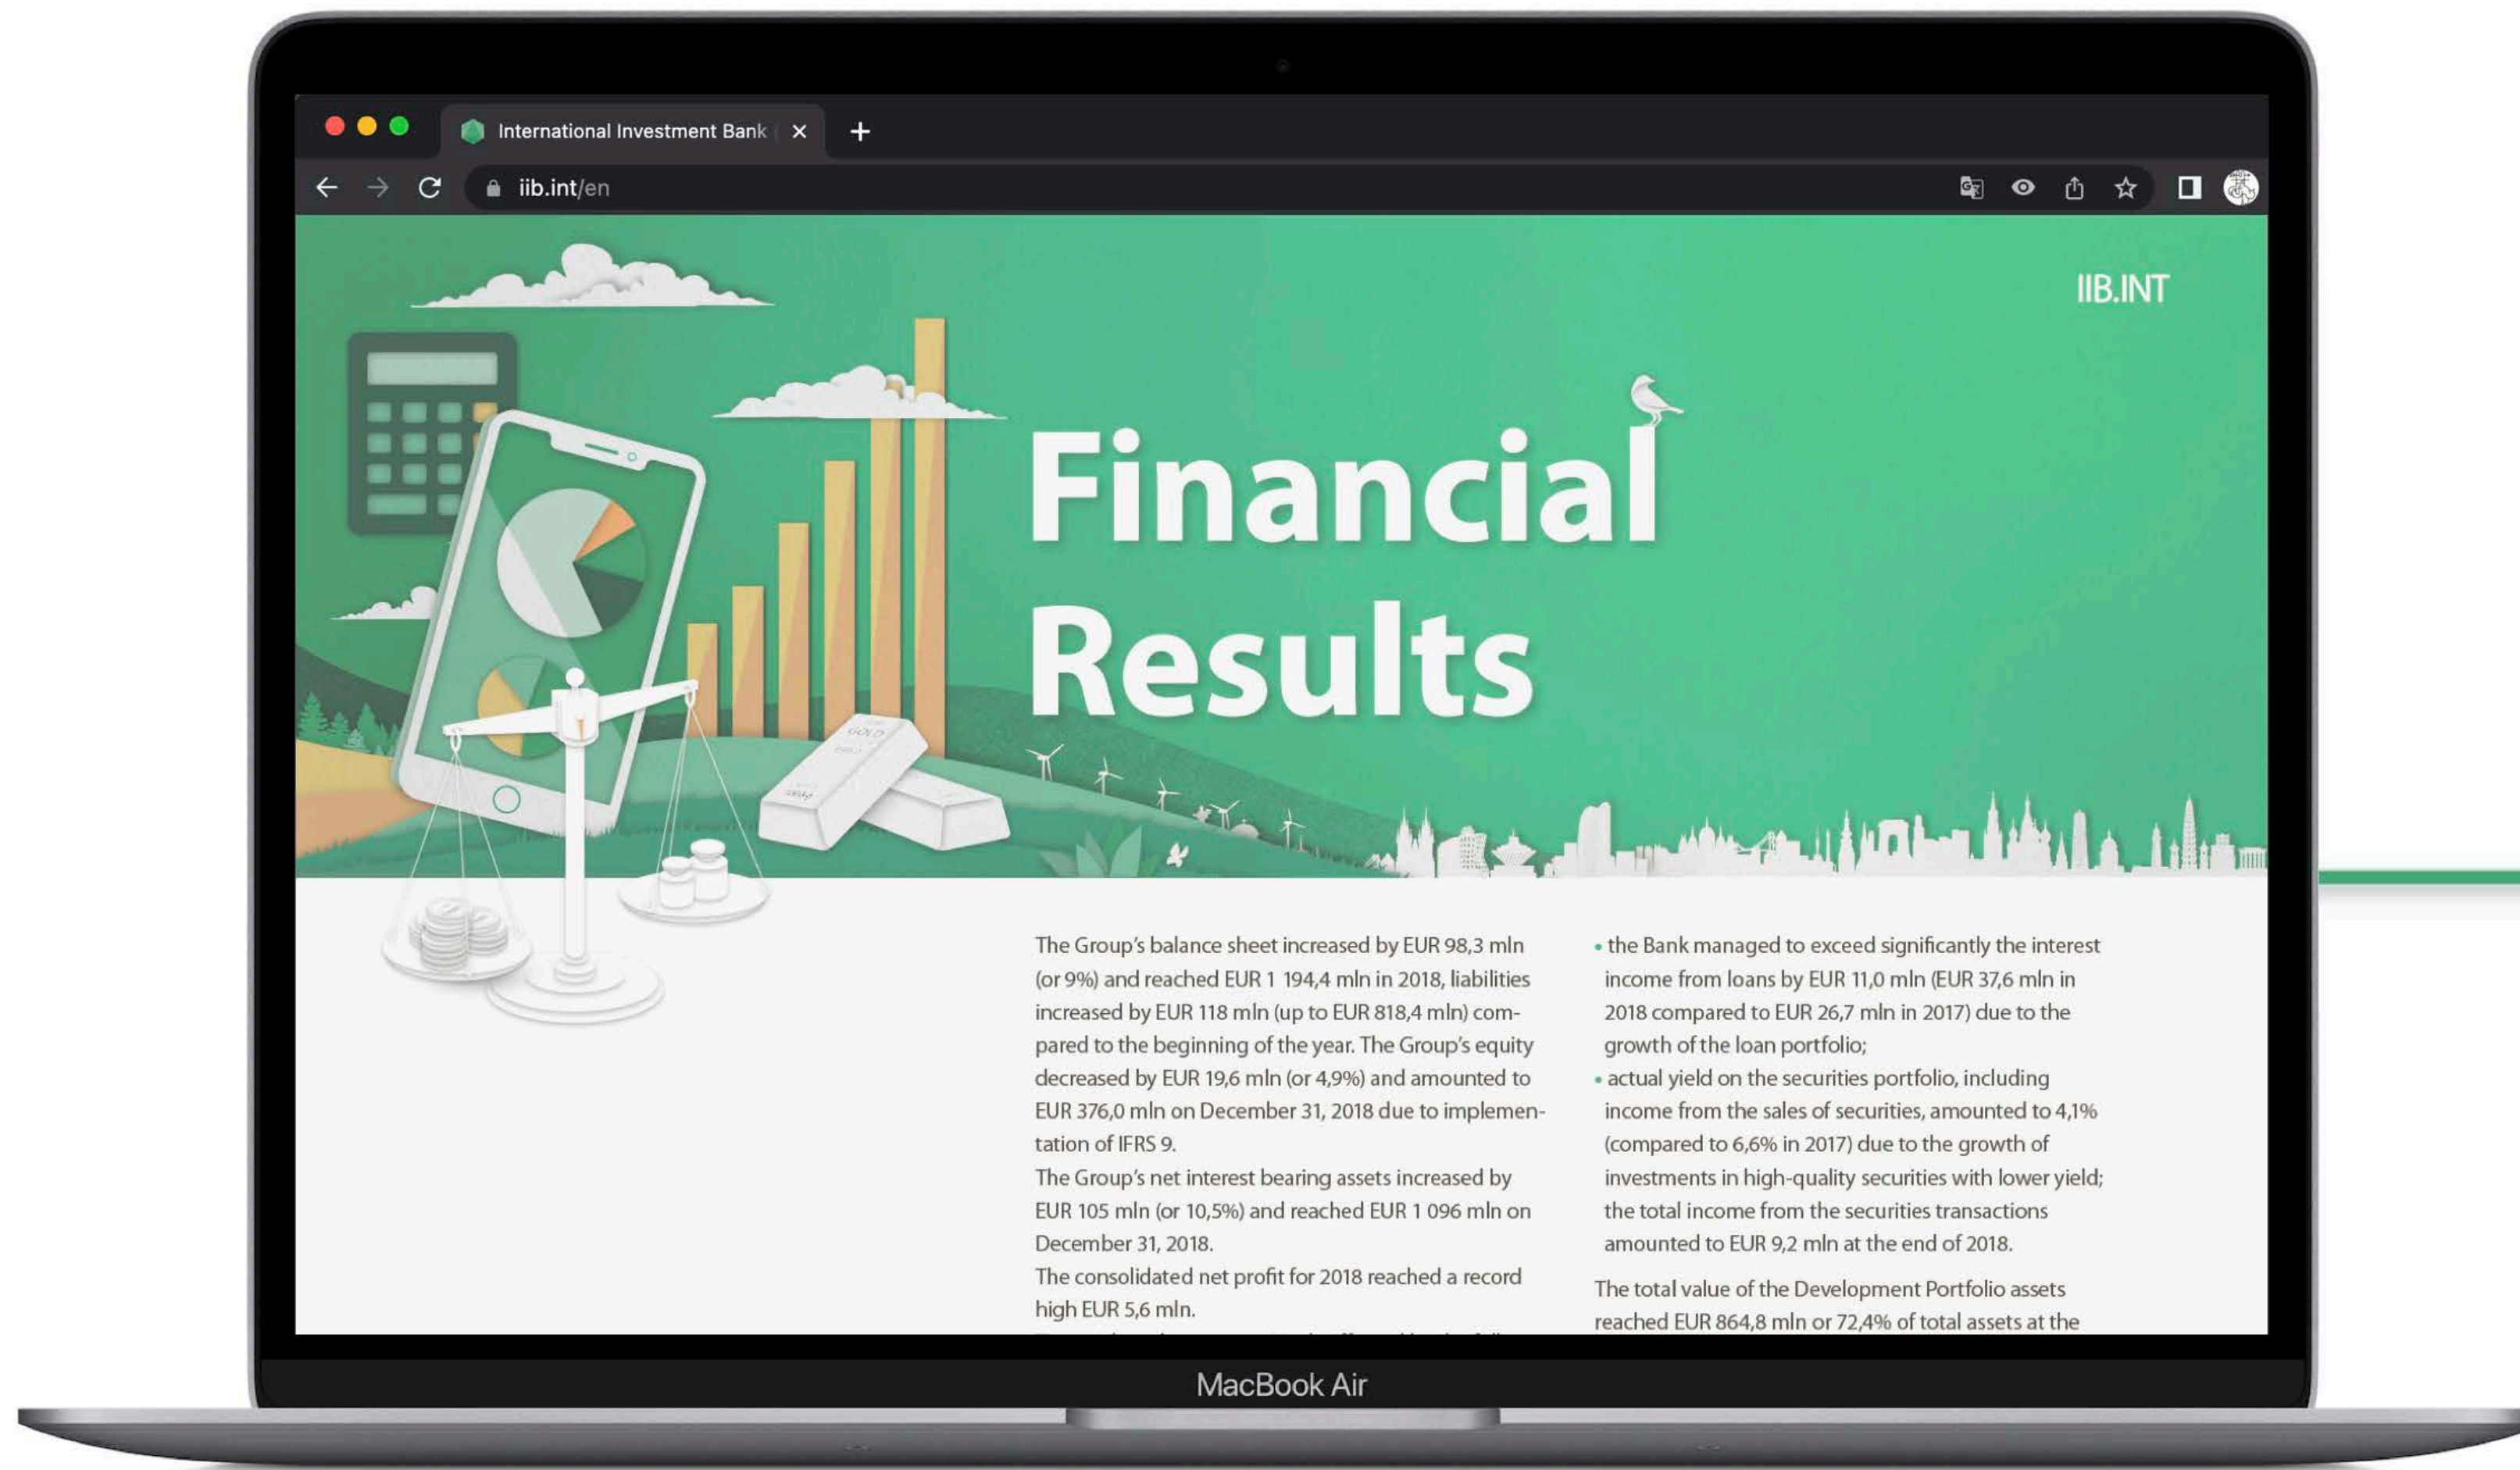 International Investment Bank
iib.int/en
IIB.INT
Financial
Results
GOLD
The Group's balance sheet increased by EUR 98,3 mln
(or 9%) and reached EUR 1 194,4 mln in 2018, liabilities
increased by EUR 118 mln (up to EUR 818,4 mln) com-
pared to the beginning of the year. The Group's equity
decreased by EUR 19,6 mln (or 4,9%) and amounted to
EUR 376,0 mln on December 31, 2018 due to implemen-
tation of IFRS 9.
The Group's net interest bearing assets increased by
EUR 105 mln (or 10,5%) and reached EUR 1 096 mln on
December 31, 2018.
The consolidated net profit for 2018 reached a record
high EUR 5,6 mln.
• the Bank managed to exceed significantly the interest
income from loans by EUR 11,0 mln (EUR 37,6 mln in
2018 compared to EUR 26,7 mln in 2017) due to the
growth of the loan portfolio;
• actual yield on the securities portfolio, including
income from the sales of securities, amounted to 4,1%
(compared to 6,6% in 2017) due to the growth of
investments in high-quality securities with lower yield;
the total income from the securities transactions
amounted to EUR 9,2 mln at the end of 2018.
The total value of the Development Portfolio assets
reached EUR 864,8 mln or 72,4% of total assets at the
MacBook Air